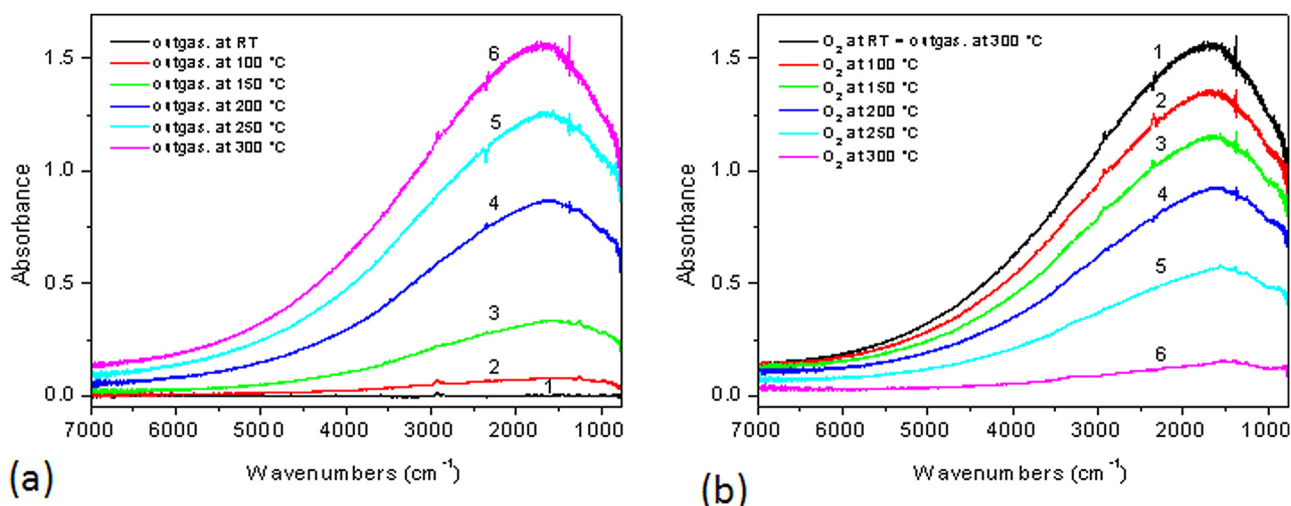 outgas. at RT
outgas. at 100 °C
outgas. at 150 °C
outgas. at 200 °C
outgas. at 250 °C
outgas. at 300 °C
6
5
4
3
2
1
1.5
1.0
0.5
0.0
Absorbance
7000 6000 5000 4000 3000 2000 1000
Wavenumbers (cm⁻¹)
(a)
O₂ at RT = outgas. at 300 °C
O₂ at 100 °C
O₂ at 150 °C
O₂ at 200 °C
O₂ at 250 °C
O₂ at 300 °C
1
2
3
4
5
6
1.5
1.0
0.5
0.0
Absorbance
7000 6000 5000 4000 3000 2000 1000
Wavenumbers (cm⁻¹)
(b)